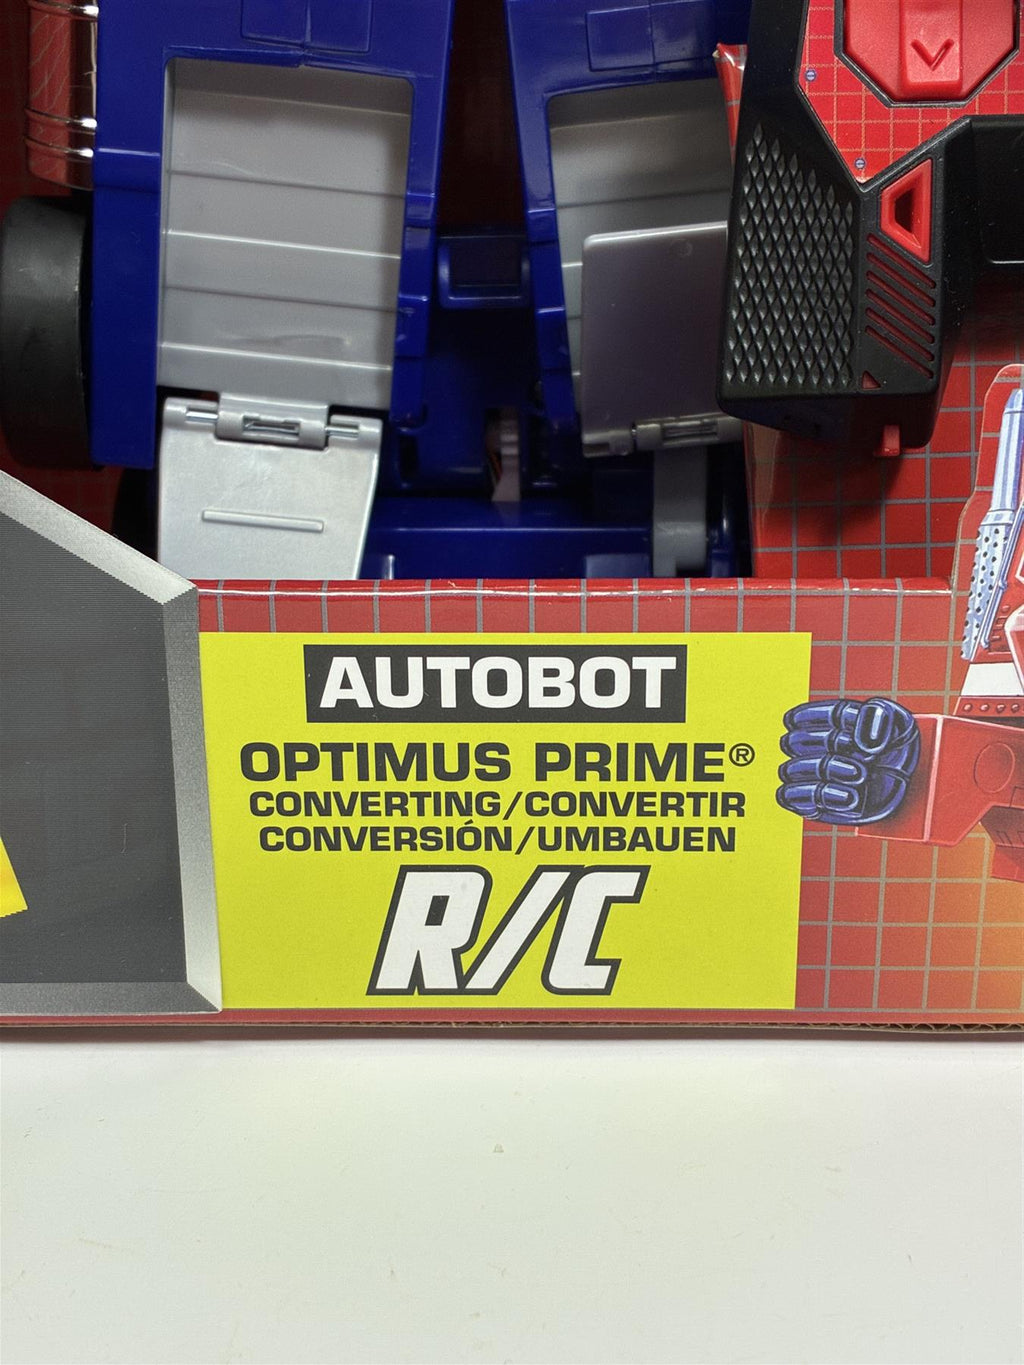 AUTOBOT
OPTIMUS PRIME®
CONVERTING/CONVERTIR
CONVERSIÓN/UMBAUEN
R/C